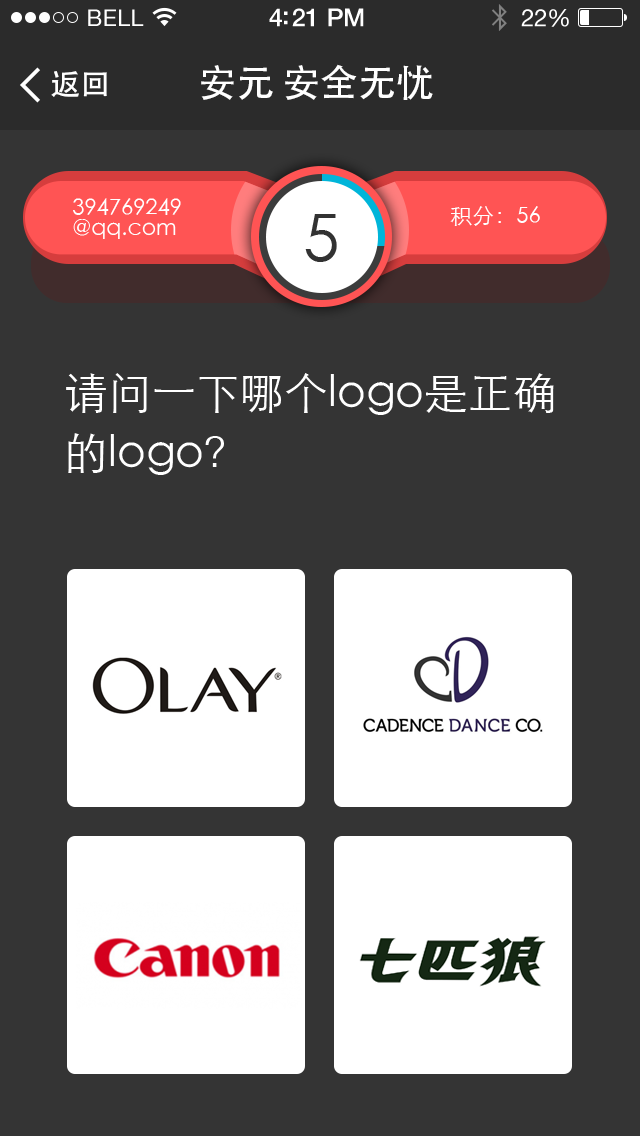 BELL 4:21 PM 22%
返回 安元 安全无忧
394769249
@qq.com
5
积分：56
请问一下哪个logo是正确
的logo?
OLAY®
CADENCE DANCE CO.
Canon
七匹狼